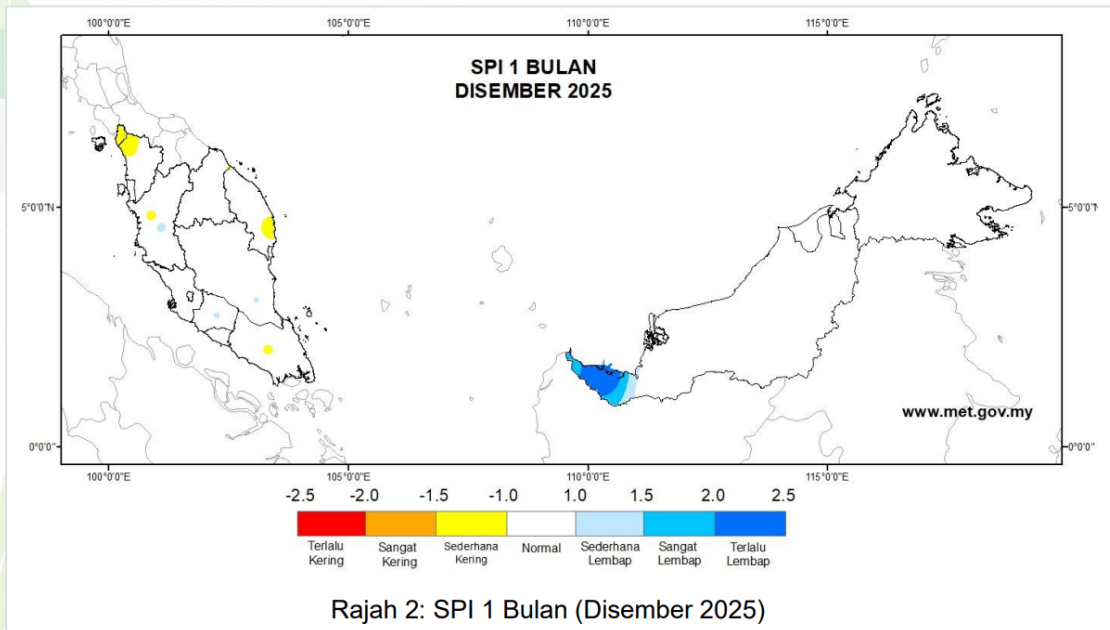 100°0'0"E 105°0'0"E 110°0'0"E 115°0'0"E
SPI 1 BULAN
DISEMBER 2025
5°0'0"N 5°0'0"N
www.met.gov.my
0°0'0" 0°0'0"
100°0'0"E 105°0'0"E 110°0'0"E 115°0'0"E
-2.5 -2.0 -1.5 -1.0 1.0 1.5 2.0 2.5
Terlalu Sangat Sederhana Normal Sederhana Sangat Terlalu
Kering Kering Kering Lembap Lembap Lembap
Rajah 2: SPI 1 Bulan (Disember 2025)